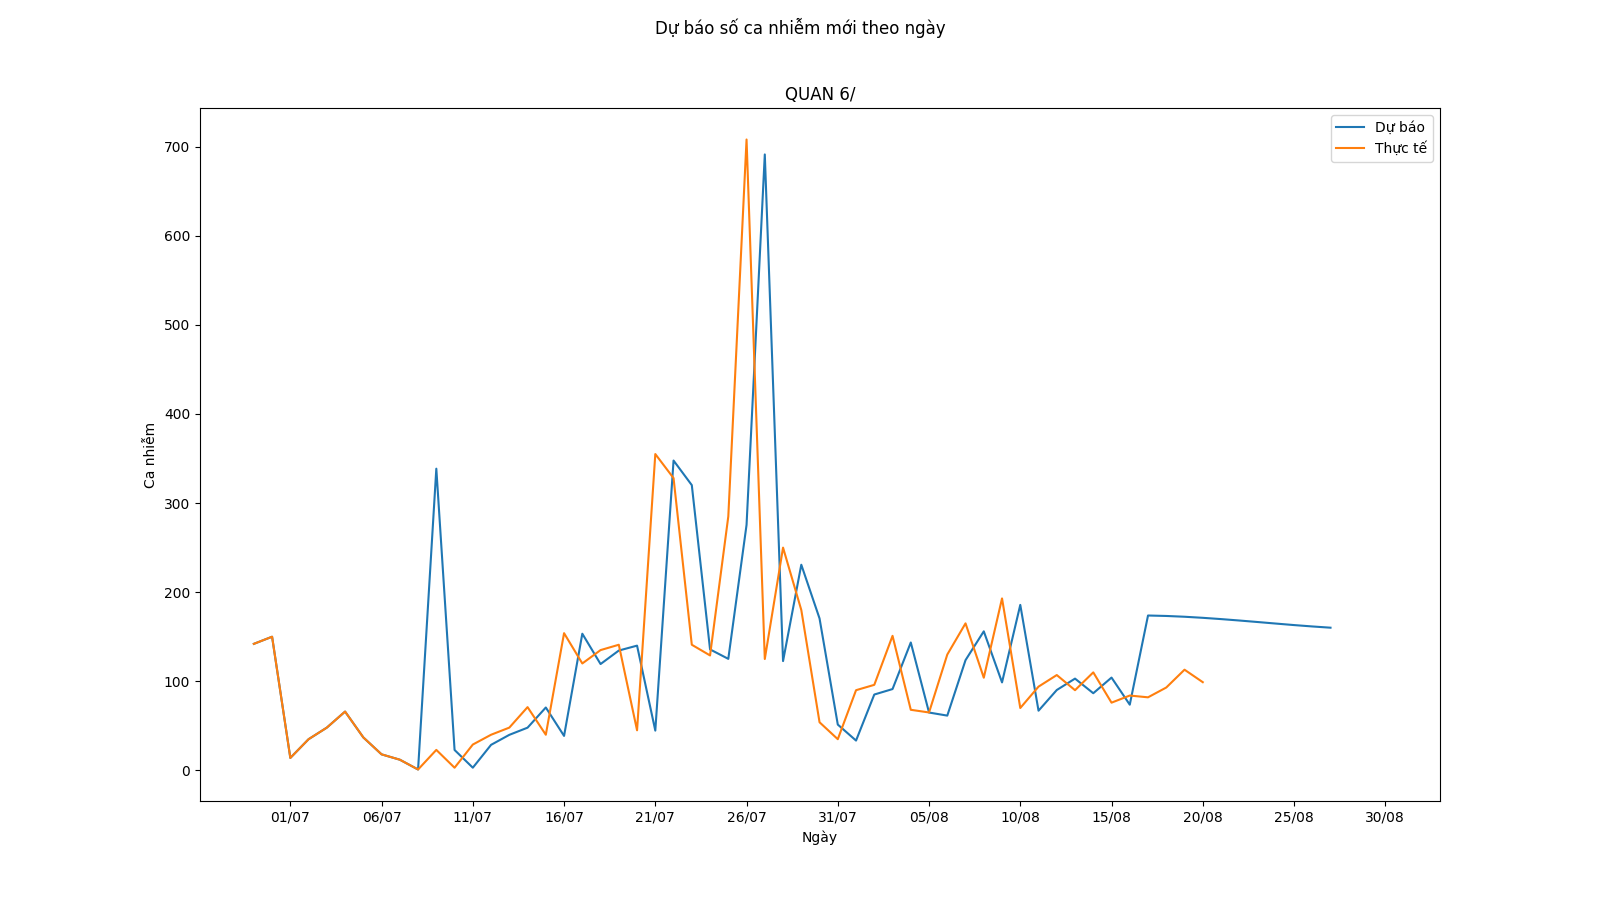 Dự báo số ca nhiễm mới theo ngày
QUAN 6/
Dự báo
Thực tế
700
600
500
400
300
200
100
0
Ca nhiễm
01/07 06/07 11/07 16/07 21/07 26/07 31/07 05/08 10/08 15/08 20/08 25/08 30/08
Ngày